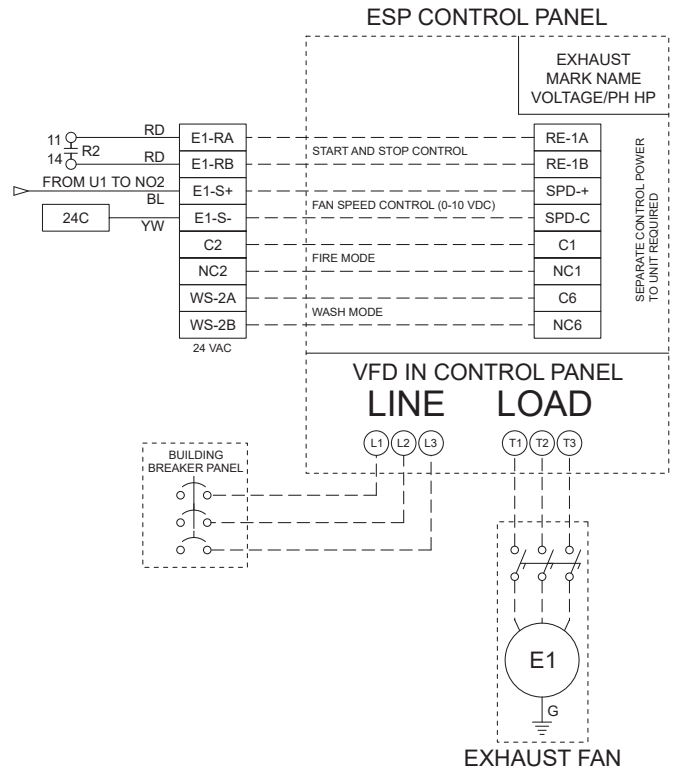 ESP CONTROL PANEL
EXHAUST
MARK NAME
VOLTAGE/PH HP
SEPARATE CONTROL POWER
TO UNIT REQUIRED
11
R2
14
RD
RD
FROM U1 TO NO2
BL
24C
YW
E1-RA
E1-RB
E1-S+
E1-S-
C2
NC2
WS-2A
WS-2B
24 VAC
START AND STOP CONTROL
FAN SPEED CONTROL (0-10 VDC)
FIRE MODE
WASH MODE
RE-1A
RE-1B
SPD-+
SPD-C
C1
NC1
C6
NC6
VFD IN CONTROL PANEL
LINE LOAD
L1 L2 L3 T1 T2 T3
BUILDING
BREAKER PANEL
E1
G
EXHAUST FAN